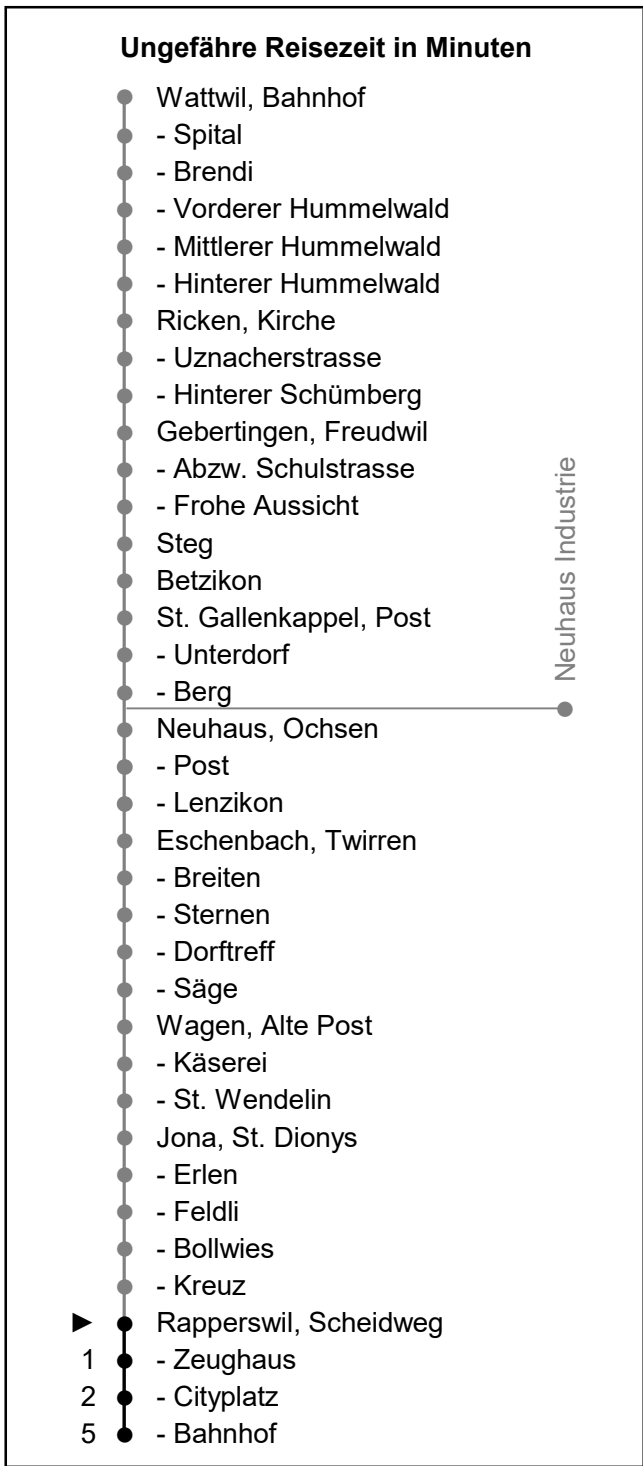 Ungefähre Reisezeit in Minuten
Wattwil, Bahnhof
- Spital
- Brendi
- Vorderer Hummelwald
- Mittlerer Hummelwald
- Hinterer Hummelwald
Ricken, Kirche
- Uznacherstrasse
- Hinterer Schümberg
Gebertingen, Freudwil
- Abzw. Schulstrasse
- Frohe Aussicht
Steg
Betzikon
St. Gallenkappel, Post
- Unterdorf
- Berg
Neuhaus Industrie
Neuhaus, Ochsen
- Post
- Lenzikon
Eschenbach, Twirren
- Breiten
- Sternen
- Dorftreff
- Säge
Wagen, Alte Post
- Käserei
- St. Wendelin
Jona, St. Dionys
- Erlen
- Feldli
- Bollwies
- Kreuz
► Rapperswil, Scheidweg
1 - Zeughaus
2 - Cityplatz
5 - Bahnhof